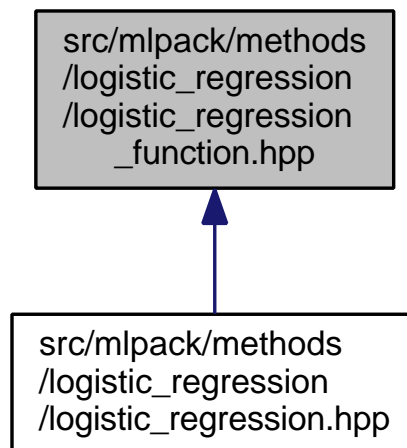 src/mlpack/methods
/logistic_regression
/logistic_regression
_function.hpp
src/mlpack/methods
/logistic_regression
/logistic_regression.hpp